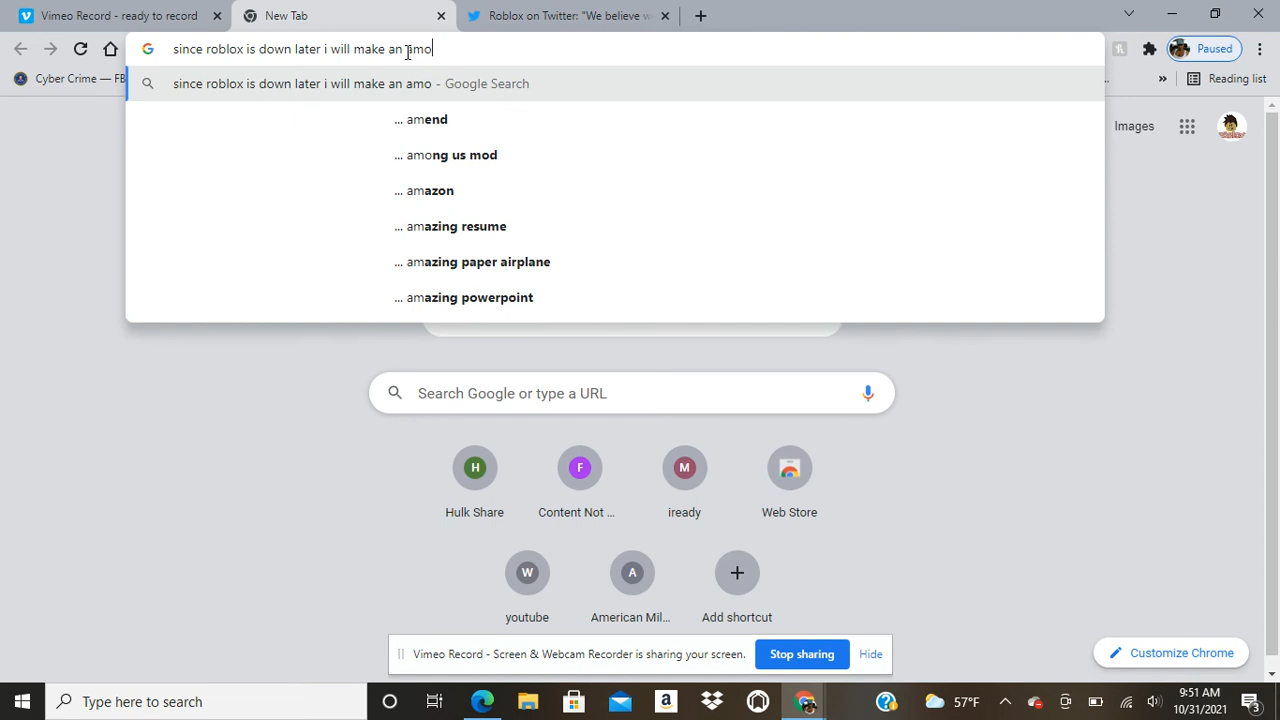 Vimeo Record - ready to record
New Tab
Roblox on Twitter: "We believe w
since roblox is down later i will make an amo
Paused
Cyber Crime — FB
since roblox is down later i will make an amo - Google Search
»
Reading list
... amend
Images
... among us mod
... amazon
... amazing resume
... amazing paper airplane
... amazing powerpoint
Search Google or type a URL
H
F
M
Hulk Share
Content Not ...
iready
Web Store
W
A
youtube
American Mil...
Add shortcut
Vimeo Record - Screen & Webcam Recorder is sharing your screen.
Stop sharing
Hide
Customize Chrome
Type here to search
57°F
9:51 AM
10/31/2021
3